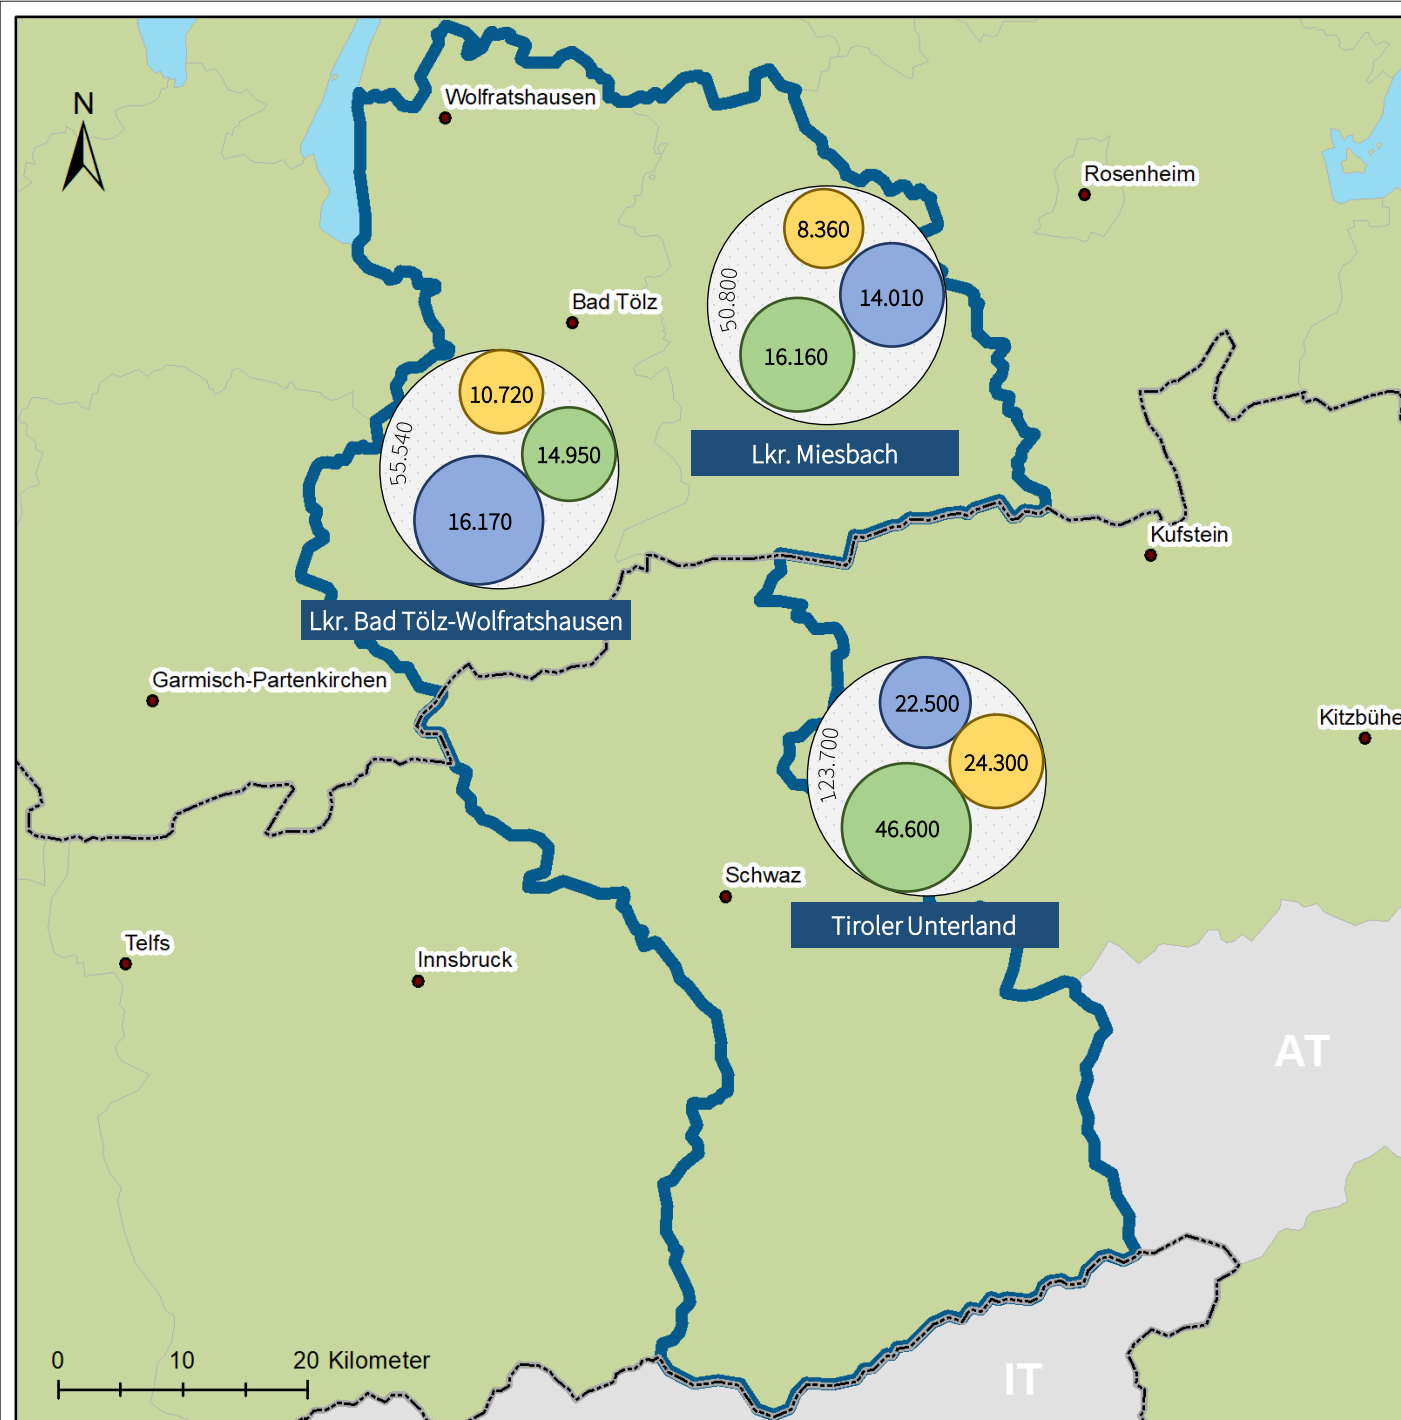 Wolfratshausen
N
Rosenheim
8.360
14.010
50.800
16.160
Bad Tölz
10.720
14.950
55.540
16.170
Lkr. Miesbach
Kufstein
Lkr. Bad Tölz-Wolfratshausen
Garmisch-Partenkirchen
22.500
24.300
123.700
46.600
Kitzbühe
Schwaz
Tiroler Unterland
Telfs
Innsbruck
AT
IT
0 10 20 Kilometer